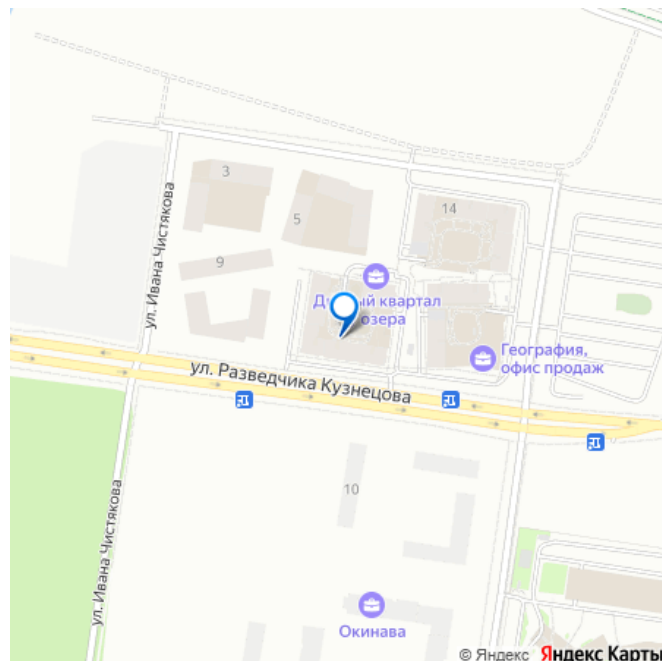 3
14
5
ул. Ивана Чистякова
9
квартал
озера
География,
офис продаж
ул. Разведчика Кузнецова
10
ул. Ивана Чистякова
Окинава
© Яндекс Яндекс Карты